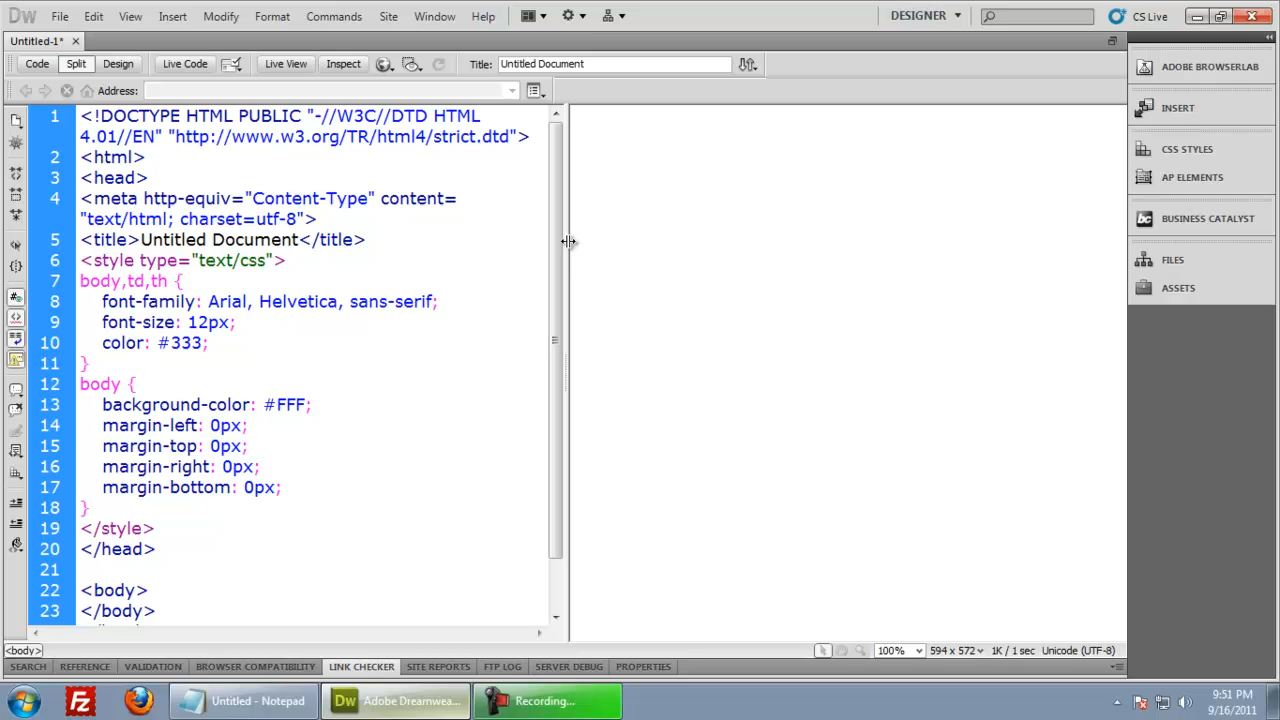 Dw File Edit View Insert Modify Format Commands Site Window Help DESIGNER CS Live
Untitled-1*
Code Split Design Live Code Live View Inspect Title: Untitled Document
Address:
1 <!DOCTYPE HTML PUBLIC "-//W3C//DTD HTML
4.01//EN" "http://www.w3.org/TR/html4/strict.dtd">
2 <html>
3 <head>
4 <meta http-equiv="Content-Type" content=
"text/html; charset=utf-8">
5 <title>Untitled Document</title>
6 <style type="text/css">
7 body,td,th {
8 font-family: Arial, Helvetica, sans-serif;
9 font-size: 12px;
10 color: #333;
11 }
12 body {
13 background-color: #FFF;
14 margin-left: 0px;
15 margin-top: 0px;
16 margin-right: 0px;
17 margin-bottom: 0px;
18 }
19 </style>
20 </head>
21
22 <body>
23 </body>
ADOBE BROWSERLAB
INSERT
CSS STYLES
AP ELEMENTS
bc BUSINESS CATALYST
FILES
ASSETS
<body> 100% 594 x 572 1K / 1 sec Unicode (UTF-8)
SEARCH REFERENCE VALIDATION BROWSER COMPATIBILITY LINK CHECKER SITE REPORTS FTP LOG SERVER DEBUG PROPERTIES
Fz Untitled - Notepad Dw Adobe Dreamwea... Recording... 9:51 PM
9/16/2011